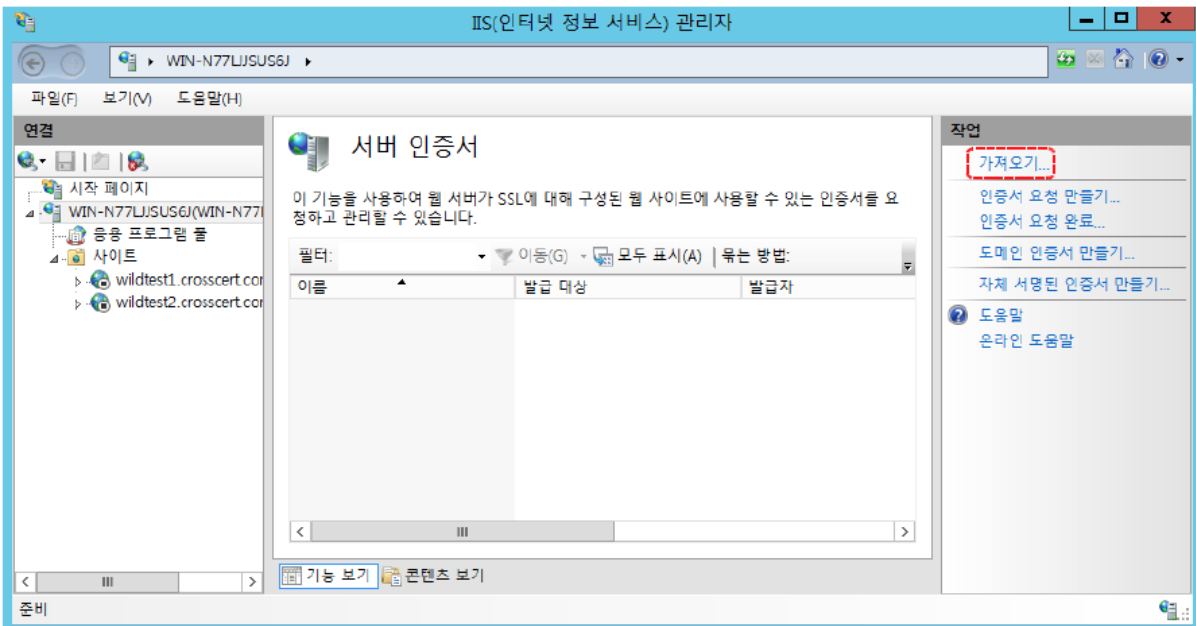 IIS(인터넷 정보 서비스) 관리자
WIN-N77LJJSUS6J
파일(F) 보기(V) 도움말(H)
연결
시작 페이지
WIN-N77LJJSUS6J(WIN-N77
응용 프로그램 풀
사이트
wildtest1.crosscert.cor
wildtest2.crosscert.cor
서버 인증서
이 기능을 사용하여 웹 서버가 SSL에 대해 구성된 웹 사이트에 사용할 수 있는 인증서를 요
청하고 관리할 수 있습니다.
필터: 이동(G) 모두 표시(A) 묶는 방법:
이름 발급 대상 발급자
기능 보기 콘텐츠 보기
작업
가져오기...
인증서 요청 만들기...
인증서 요청 완료...
도메인 인증서 만들기...
자체 서명된 인증서 만들기...
도움말
온라인 도움말
준비